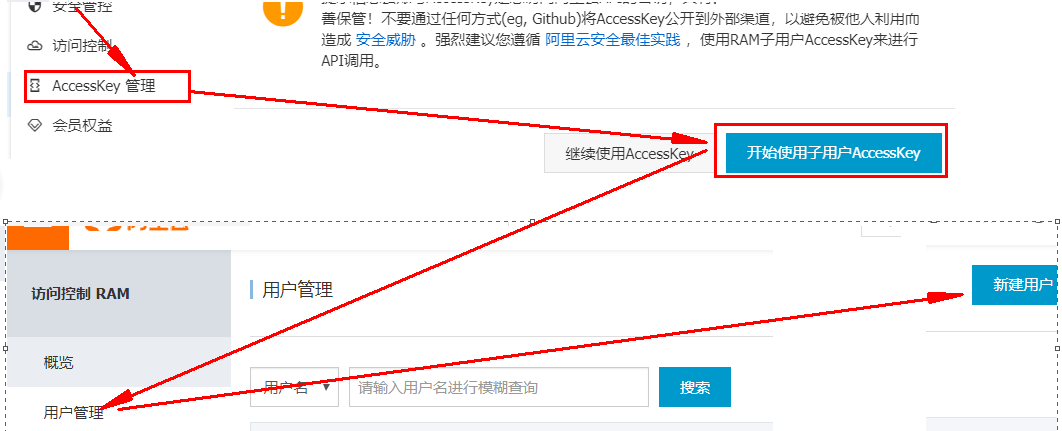 安全管控
访问控制
AccessKey 管理
会员权益
善保管！不要通过任何方式(eg, Github)将AccessKey公开到外部渠道，以避免被他人利用而
造成 安全威胁 。强烈建议您遵循 阿里云安全最佳实践 ，使用RAM子用户AccessKey来进行
API调用。
继续使用AccessKey
开始使用子用户AccessKey
访问控制 RAM
概览
用户管理
用户管理
新建用户
用户名
请输入用户名进行模糊查询
搜索